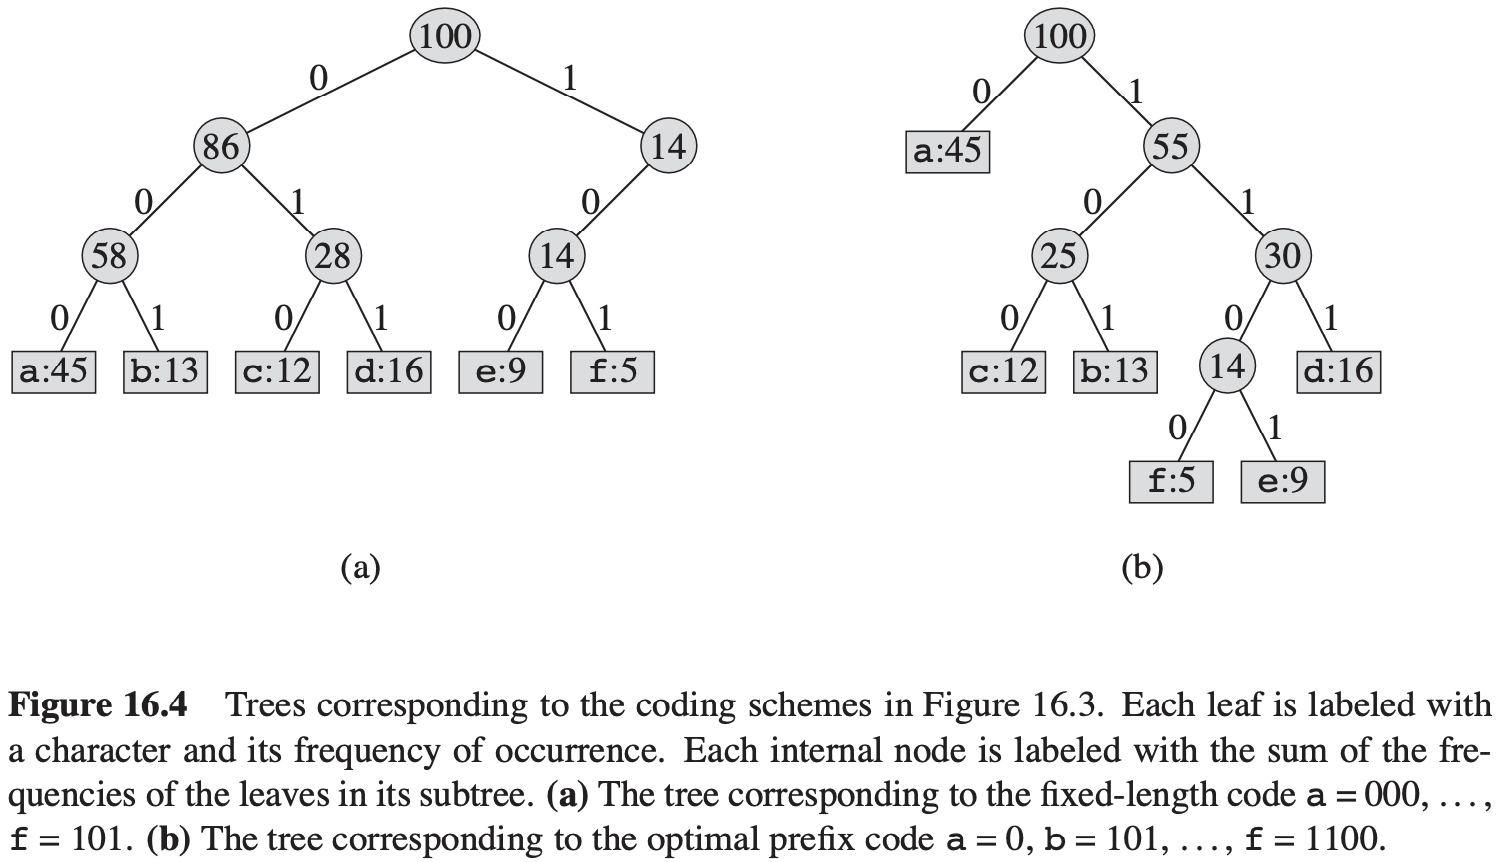 100 100
0 1 0 1
86 14 a:45 55
0 1 0 0 1
58 28 14 25 30
0 1 0 1 0 1 0 1 0 1
a:45 b:13 c:12 d:16 e:9 f:5 c:12 b:13 14 d:16
0 1
f:5 e:9
(a) (b)
Figure 16.4 Trees corresponding to the coding schemes in Figure 16.3. Each leaf is labeled with
a character and its frequency of occurrence. Each internal node is labeled with the sum of the fre-
quencies of the leaves in its subtree. (a) The tree corresponding to the fixed-length code a = 000, ...,
f = 101. (b) The tree corresponding to the optimal prefix code a = 0, b = 101, ..., f = 1100.